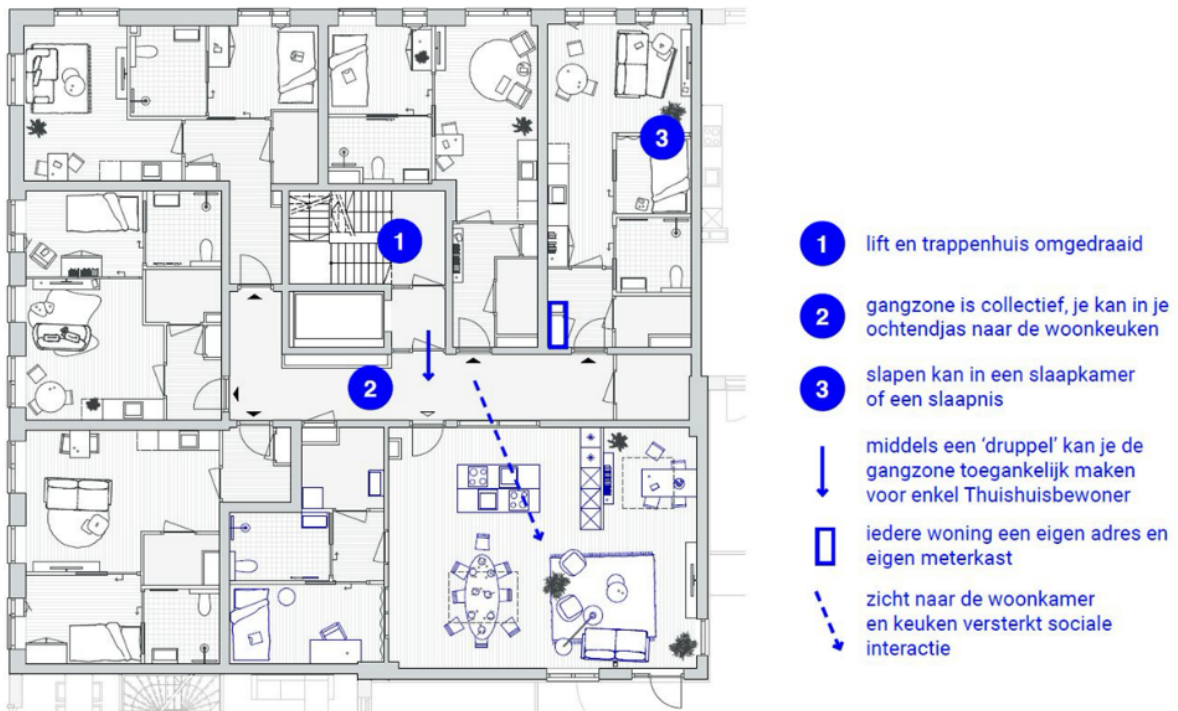 1
3
2
1
lift en trappenhuis omgedraaid
2
gangzone is collectief, je kan in je
ochtendjas naar de woonkeuken
3
slapen kan in een slaapkamer
of een slaapnis
middels een ‘druppel’ kan je de
gangzone toegankelijk maken
voor enkel Thuishuisbewoner
iedere woning een eigen adres en
eigen meterkast
zicht naar de woonkamer
en keuken versterkt sociale
interactie